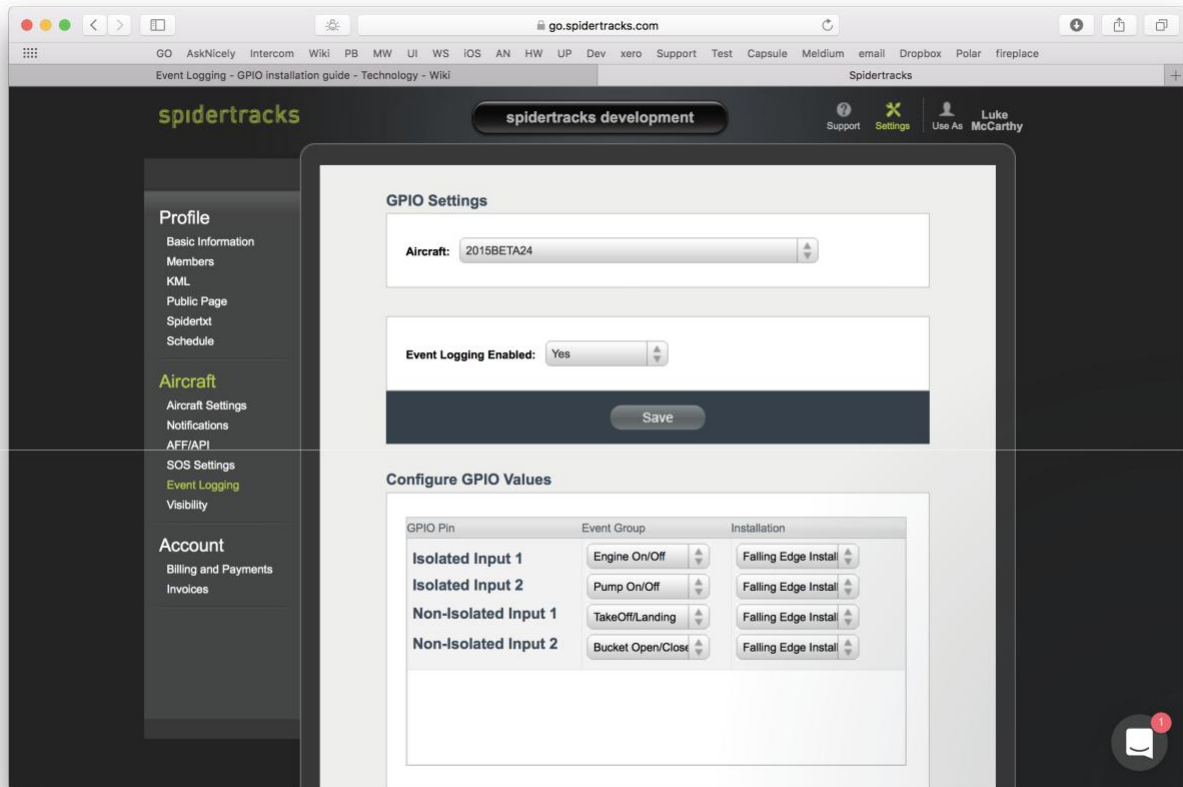 go.spidertracks.com
GO AskNicely Intercom Wiki PB MW UI WS iOS AN HW UP Dev xero Support Test Capsule Meldium email Dropbox Polar fireplace
Event Logging - GPIO installation guide - Technology - Wiki Spidertracks
spidertracks
spidertracks development
Support Settings Use As Luke McCarthy
Profile
Basic Information
Members
KML
Public Page
Spidertxt
Schedule
Aircraft
Aircraft Settings
Notifications
AFF/API
SOS Settings
Event Logging
Visibility
Account
Billing and Payments
Invoices
GPIO Settings
Aircraft: 2015BETA24
Event Logging Enabled: Yes
Save
Configure GPIO Values
GPIO Pin Event Group Installation
Isolated Input 1 Engine On/Off Falling Edge Instal
Isolated Input 2 Pump On/Off Falling Edge Instal
Non-Isolated Input 1 TakeOff/Landing Falling Edge Instal
Non-Isolated Input 2 Bucket Open/Close Falling Edge Instal
1